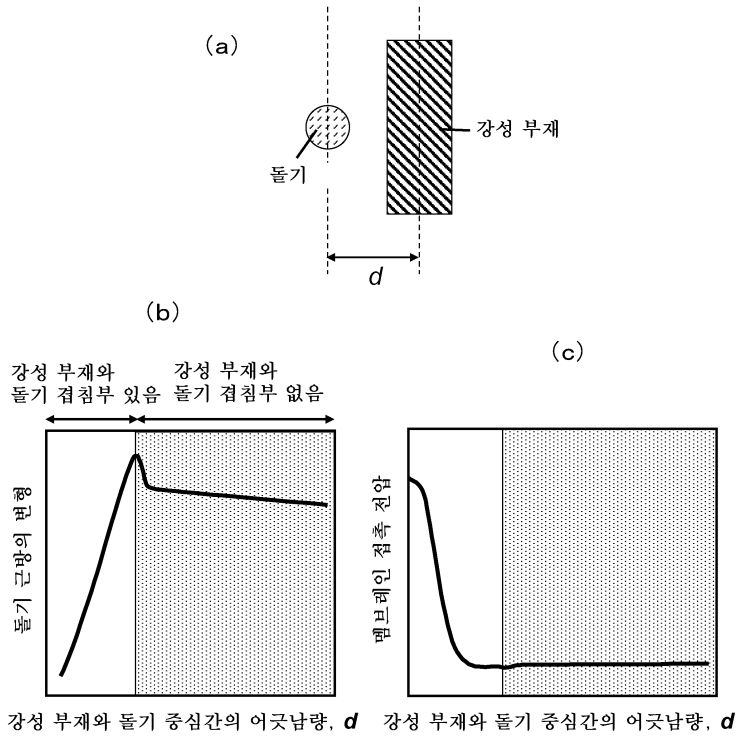 (a)
강성 부재
돌기
d
(b)
(c)
강성 부재와
돌기 겹침부 있음
강성 부재와
돌기 겹침부 없음
돌기 근방의 변형
멤브레인 접촉 전압
강성 부재와 돌기 중심간의 어긋남량, d
강성 부재와 돌기 중심간의 어긋남량, d